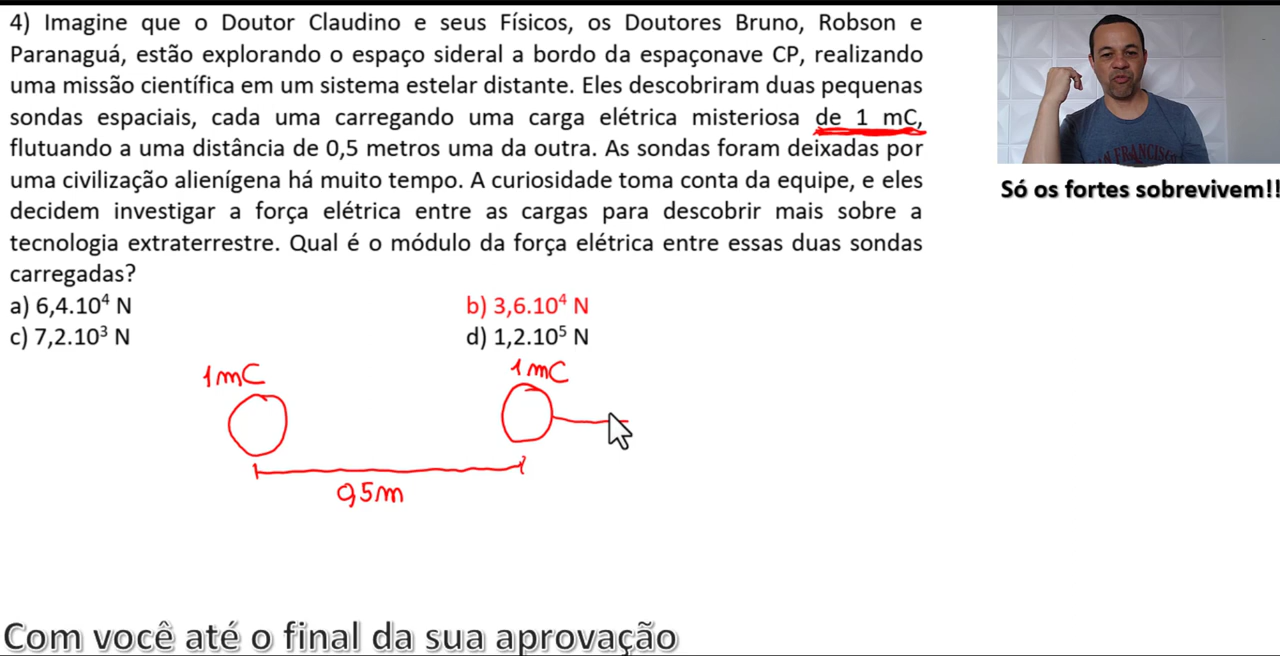 4) Imagine que o Doutor Claudino e seus Físicos, os Doutores Bruno, Robson e
Paranaguá, estão explorando o espaço sideral a bordo da espaçonave CP, realizando
uma missão científica em um sistema estelar distante. Eles descobriram duas pequenas
sondas espaciais, cada uma carregando uma carga elétrica misteriosa de 1 mC,
flutuando a uma distância de 0,5 metros uma da outra. As sondas foram deixadas por
uma civilização alienígena há muito tempo. A curiosidade toma conta da equipe, e eles
decidem investigar a força elétrica entre as cargas para descobrir mais sobre a
tecnologia extraterrestre. Qual é o módulo da força elétrica entre essas duas sondas
carregadas?
a) 6,4.10⁴ N b) 3,6.10⁴ N
c) 7,2.10³ N d) 1,2.10⁵ N
1mC 1mC
0,5m
FRANCISC
Só os fortes sobrevivem!!
Com você até o final da sua aprovação